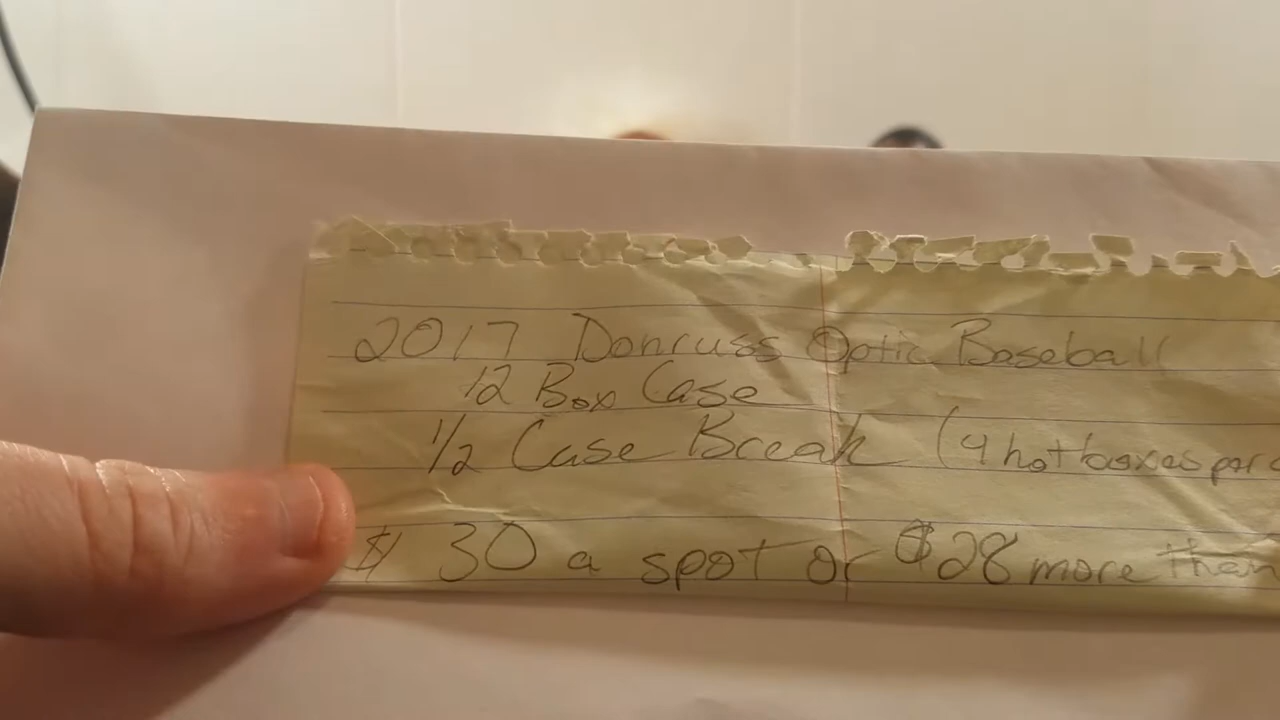 2017 Donruss Optic Baseball
12 Box Case
1/2 Case Break (4 hot boxes per
$30 a spot or $28 more than